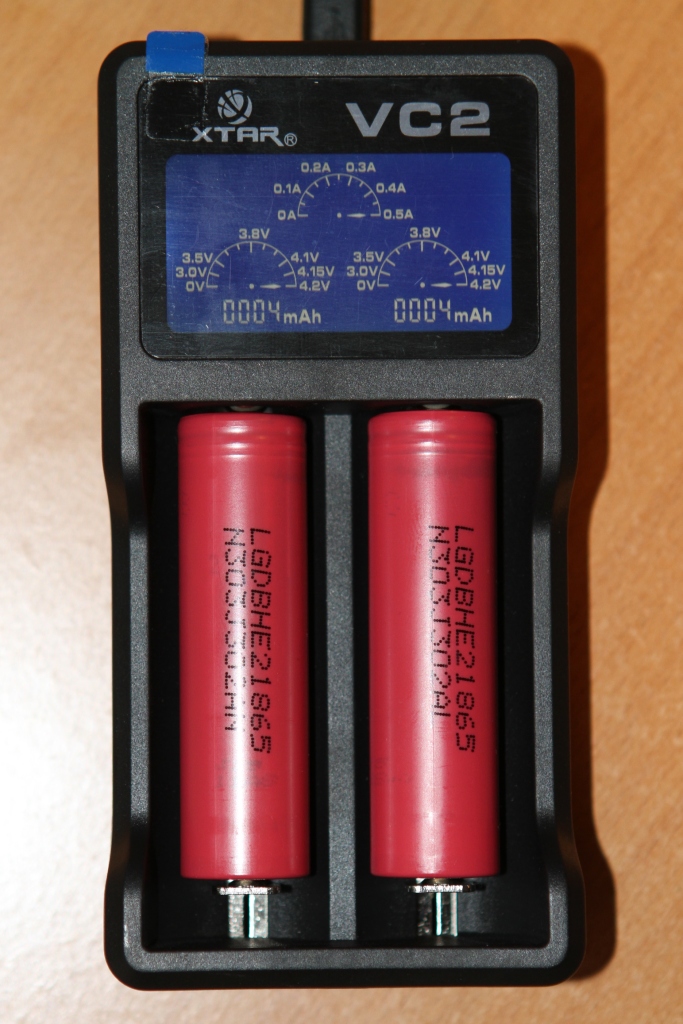 XTAR®
VC2
0.2A 0.3A
0.1A 0.4A
0A 0.5A
3.8V
3.5V 4.1V
3.0V 4.15V
0V 4.2V
0004mAh
3.8V
3.5V 4.1V
3.0V 4.15V
0V 4.2V
0004mAh
LGDBHE21865
LGDBHE21865